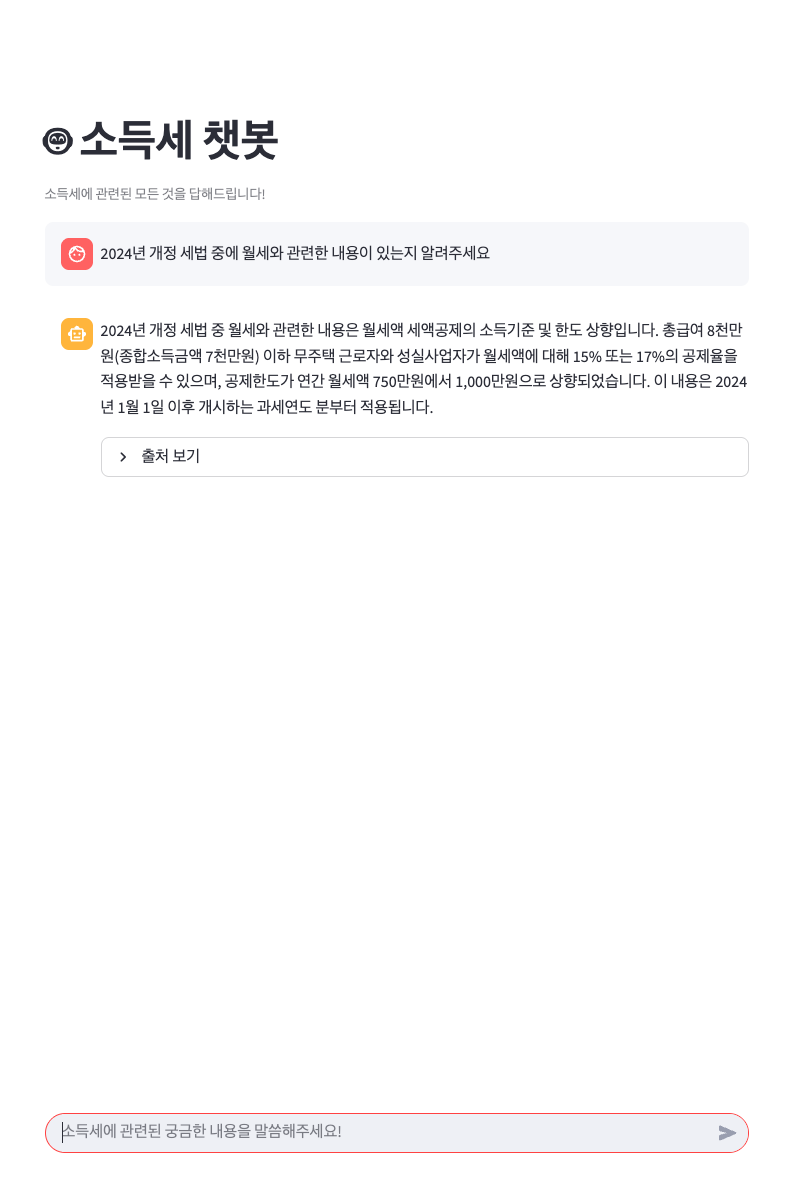 소득세 챗봇
소득세에 관련된 모든 것을 답해드립니다!
2024년 개정 세법 중에 월세와 관련한 내용이 있는지 알려주세요
2024년 개정 세법 중 월세와 관련한 내용은 월세액 세액공제의 소득기준 및 한도 상향입니다. 총급여 8천만
원(종합소득금액 7천만원) 이하 무주택 근로자와 성실사업자가 월세액에 대해 15% 또는 17%의 공제율을
적용받을 수 있으며, 공제한도가 연간 월세액 750만원에서 1,000만원으로 상향되었습니다. 이 내용은 2024
년 1월 1일 이후 개시하는 과세연도 분부터 적용됩니다.
출처 보기
소득세에 관련된 궁금한 내용을 말씀해주세요!